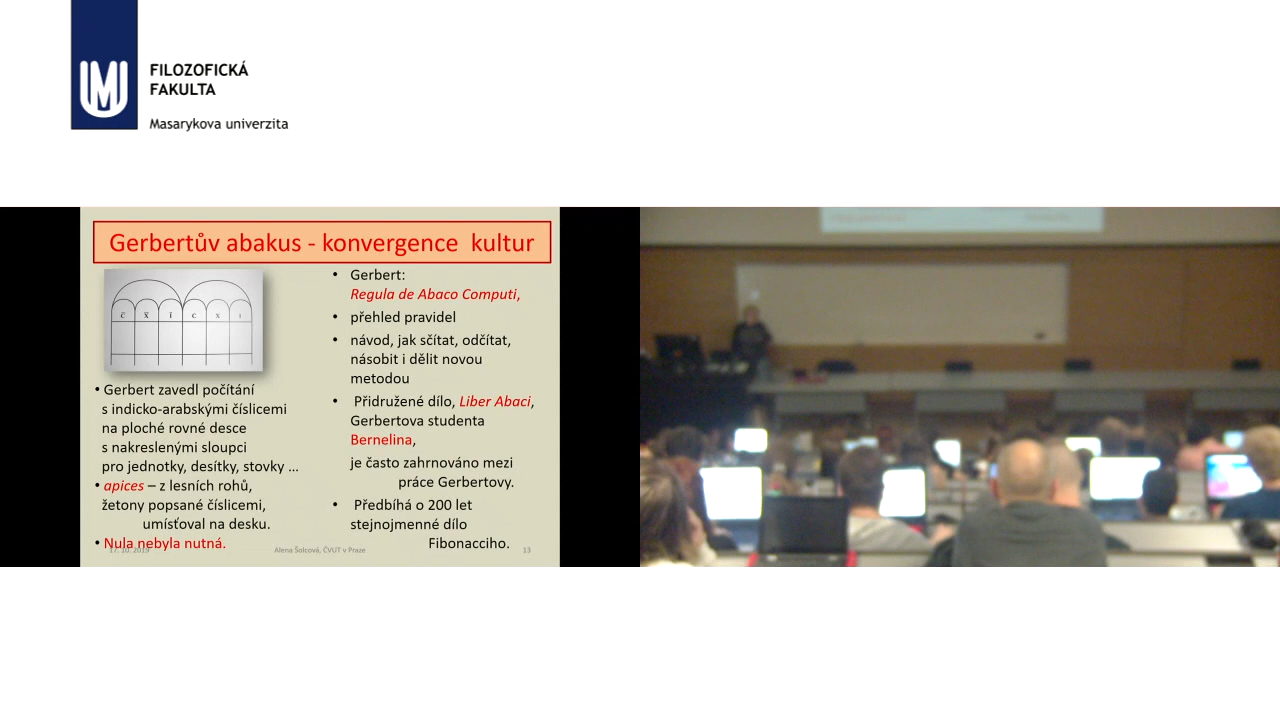 FILOZOFICKÁ
FAKULTA
Masarykova univerzita
Gerbertův abakus - konvergence kultur
C X I C X I
• Gerbert zavedl počítání
s indicko-arabskými číslicemi
na ploché rovné desce
s nakreslenými sloupci
pro jednotky, desítky, stovky ...
• apices – z lesních rohů,
žetony popsané číslicemi,
umísťoval na desku.
• Nula nebyla nutná.
• Gerbert:
Regula de Abaco Computi,
• přehled pravidel
• návod, jak sčítat, odčítat,
násobit i dělit novou
metodou
• Přidružené dílo, Liber Abaci,
Gerbertova studenta
Bernelina,
je často zahrnováno mezi
práce Gerbertovy.
• Předbíhá o 200 let
stejnojmenné dílo
Fibonacciho.
17. 10. 2019
Alena Šolcová, ČVUT v Praze
13